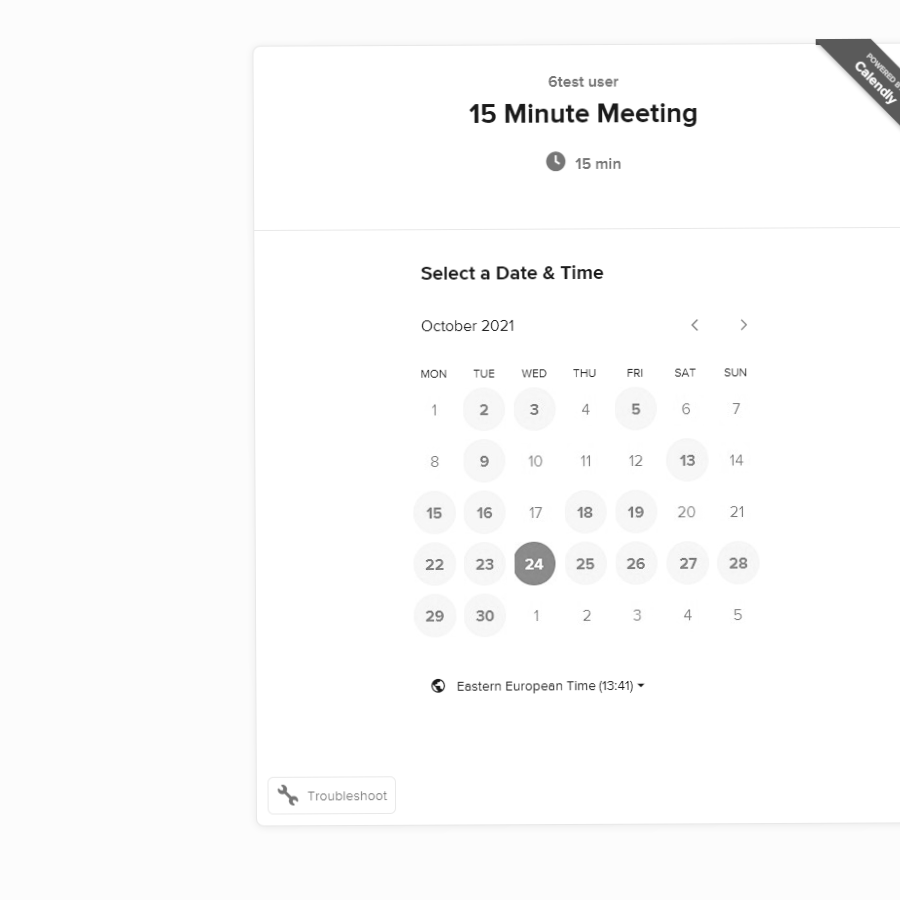 6test user
15 Minute Meeting
15 min
POWERED
Calendly
Select a Date & Time
October 2021
MON TUE WED THU FRI SAT SUN
1 2 3 4 5 6 7
8 9 10 11 12 13 14
15 16 17 18 19 20 21
22 23 24 25 26 27 28
29 30 1 2 3 4 5
Eastern European Time (13:41)
Troubleshoot